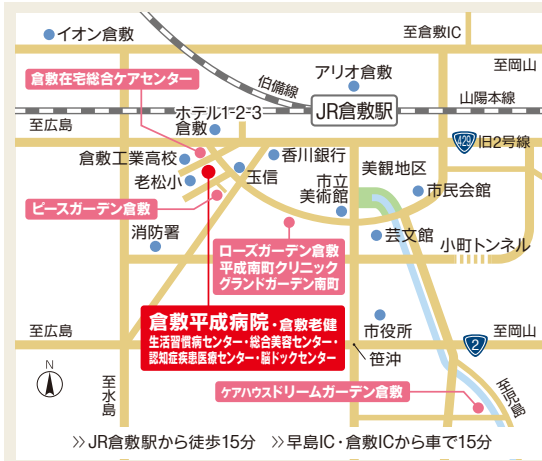 イオン倉敷
至倉敷IC
至岡山
倉敷在宅総合ケアセンター
伯備線
アリオ倉敷
山陽本線
JR倉敷駅
ホテル1-2-3
倉敷
至広島
429
旧2号線
倉敷工業高校
香川銀行
美観地区
老松小
玉信
市立
美術館
市民会館
ピースガーデン倉敷
消防署
芸文館
小町トンネル
ローズガーデン倉敷
平成南町クリニック
グランドガーデン南町
倉敷平成病院・倉敷老健
生活習慣病センター・総合美容センター・
認知症疾患医療センター・脳ドックセンター
至広島
市役所
至岡山
2
笹沖
N
至水島
ケアハウスドリームガーデン倉敷
至児島
≫JR倉敷駅から徒歩15分 ≫早島IC・倉敷ICから車で15分